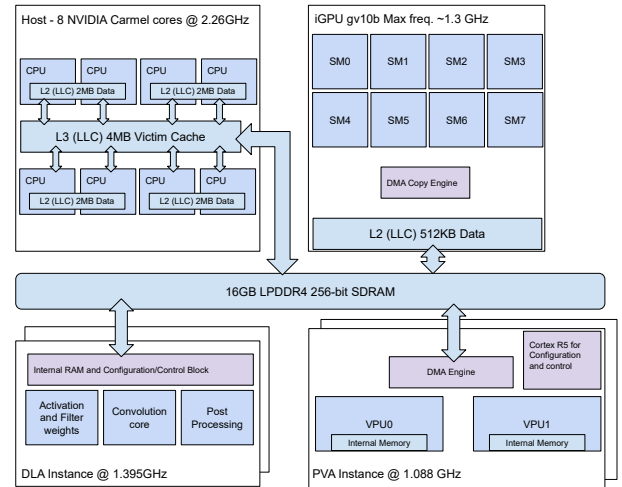 Host - 8 NVIDIA Carmel cores @ 2.26GHz
CPU
CPU
CPU
CPU
L2 (LLC) 2MB Data
L2 (LLC) 2MB Data
L3 (LLC) 4MB Victim Cache
CPU
CPU
CPU
CPU
L2 (LLC) 2MB Data
L2 (LLC) 2MB Data
iGPU gv10b Max freq. ~1.3 GHz
SM0
SM1
SM2
SM3
SM4
SM5
SM6
SM7
DMA Copy Engine
L2 (LLC) 512KB Data
16GB LPDDR4 256-bit SDRAM
Internal RAM and Configuration/Control Block
Activation
and Filter
weights
Convolution
core
Post
Processing
DLA Instance @ 1.395GHz
Cortex R5 for
Configuration
and control
DMA Engine
VPU0
Internal Memory
VPU1
Internal Memory
PVA Instance @ 1.088 GHz